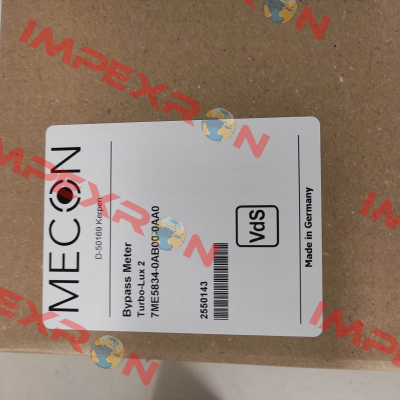 MECON
D-50169 Kerpen
Bypass Meter
Turbo-Lux 2
7ME5834-0AB00-0AA0
2550143
VdS
Made in Germany
IMPEXRON
IMPEXRON
IMPEXRON
IMPEXRON